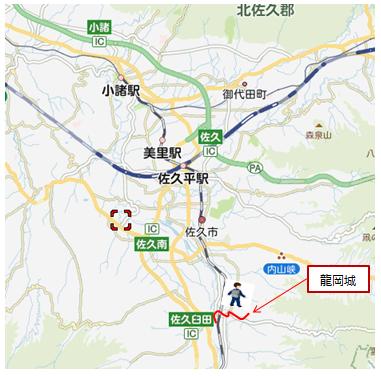 北佐久郡
小諸
IC
小諸駅
御代田町
森泉山
佐久
IC
美里駅
PA
佐久平駅
IC
佐久南
佐久市
内山峡
龍岡城
佐久臼田
IC